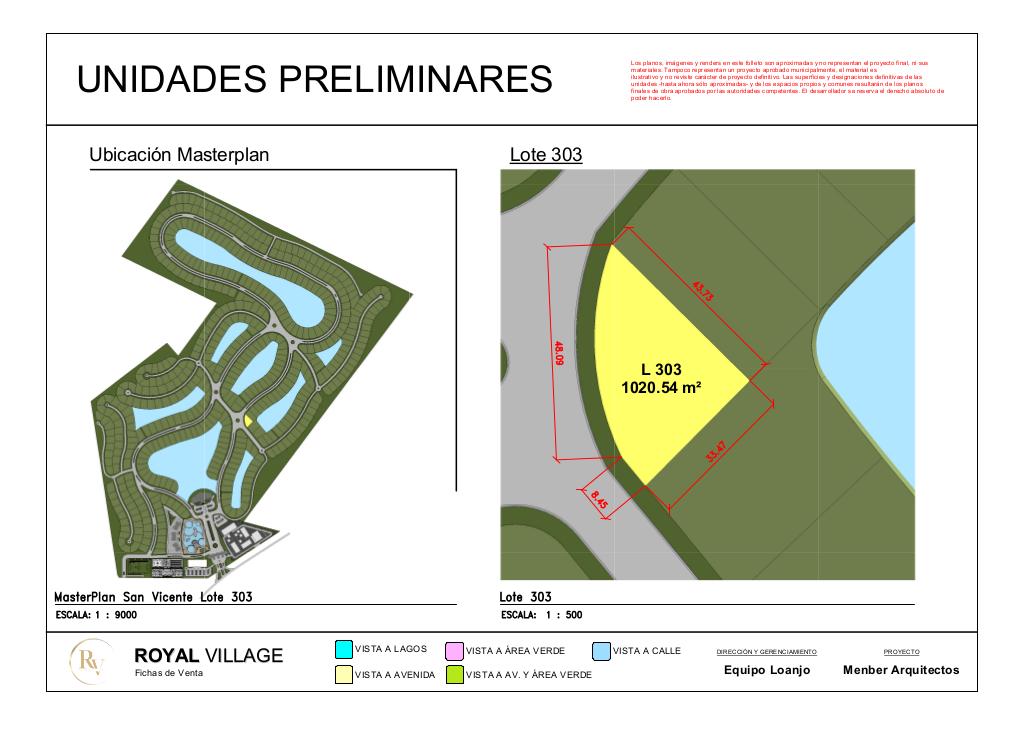 UNIDADES PRELIMINARES
Los planos, imágenes y renders en este folleto son aproximadas y no representan el proyecto final, ni sus
materiales. Tampoco representan un proyecto aprobado municipalmente, el material es
ilustrativo y no reviste carácter de proyecto definitivo. Las superficies y designaciones definitivas de las
unidades -hasta ahora sólo aproximadas- y de los espacios propios y comunes resultarán de los planos
finales de obra aprobados por las autoridades competentes. El desarrollador se reserva el derecho absoluto de
poder hacerlo.
Ubicación Masterplan
Lote 303
43.73
48.09
L 303
1020.54 m²
33.47
8.45
MasterPlan San Vicente Lote 303
ESCALA: 1 : 9000
Lote 303
ESCALA: 1 : 500
RV
ROYAL VILLAGE
Fichas de Venta
VISTA A LAGOS
VISTA A ÁREA VERDE
VISTA A CALLE
VISTA A AVENIDA
VISTA A AV. Y ÁREA VERDE
DIRECCIÓN Y GERENCIAMIENTO
Equipo Loanjo
PROYECTO
Menber Arquitectos